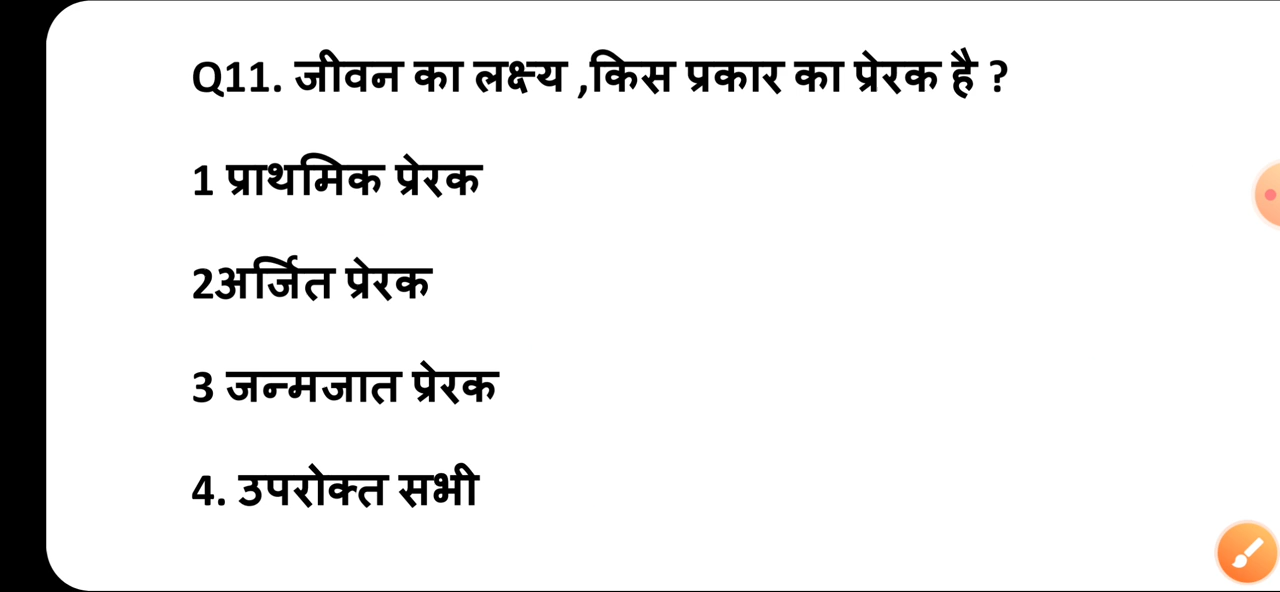 Q11. जीवन का लक्ष्य ,किस प्रकार का प्रेरक है ?
1 प्राथमिक प्रेरक
2अर्जित प्रेरक
3 जन्मजात प्रेरक
4. उपरोक्त सभी